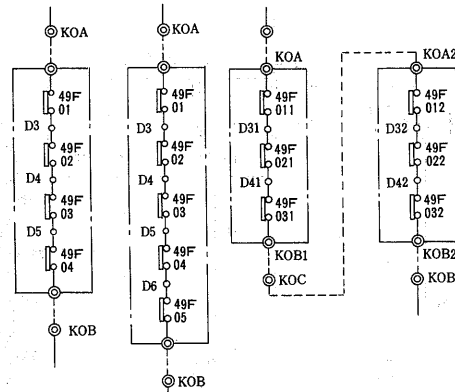 KOA
49F
01
D3
49F
02
D4
49F
03
D5
49F
04
KOB
KOA
49F
01
D3
49F
02
D4
49F
03
D5
49F
04
D6
49F
05
KOB
KOA
49F
011
D31
49F
021
D41
49F
031
KOB1
KOC
KOA2
49F
012
D32
49F
022
D42
49F
032
KOB2
KOB